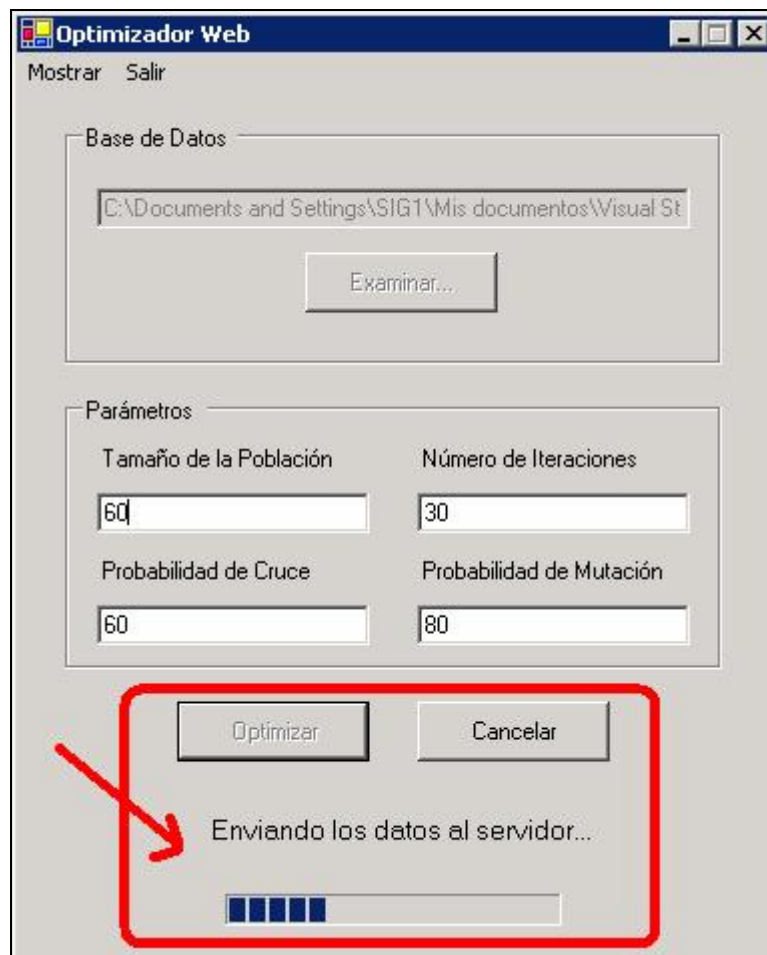 Optimizador Web
Mostrar Salir
Base de Datos
C:\Documents and Settings\SIG1\Mis documentos\Visual St
Examinar...
Parámetros
Tamaño de la Población Número de Iteraciones
60 30
Probabilidad de Cruce Probabilidad de Mutación
60 80
Optimizar Cancelar
Enviando los datos al servidor...